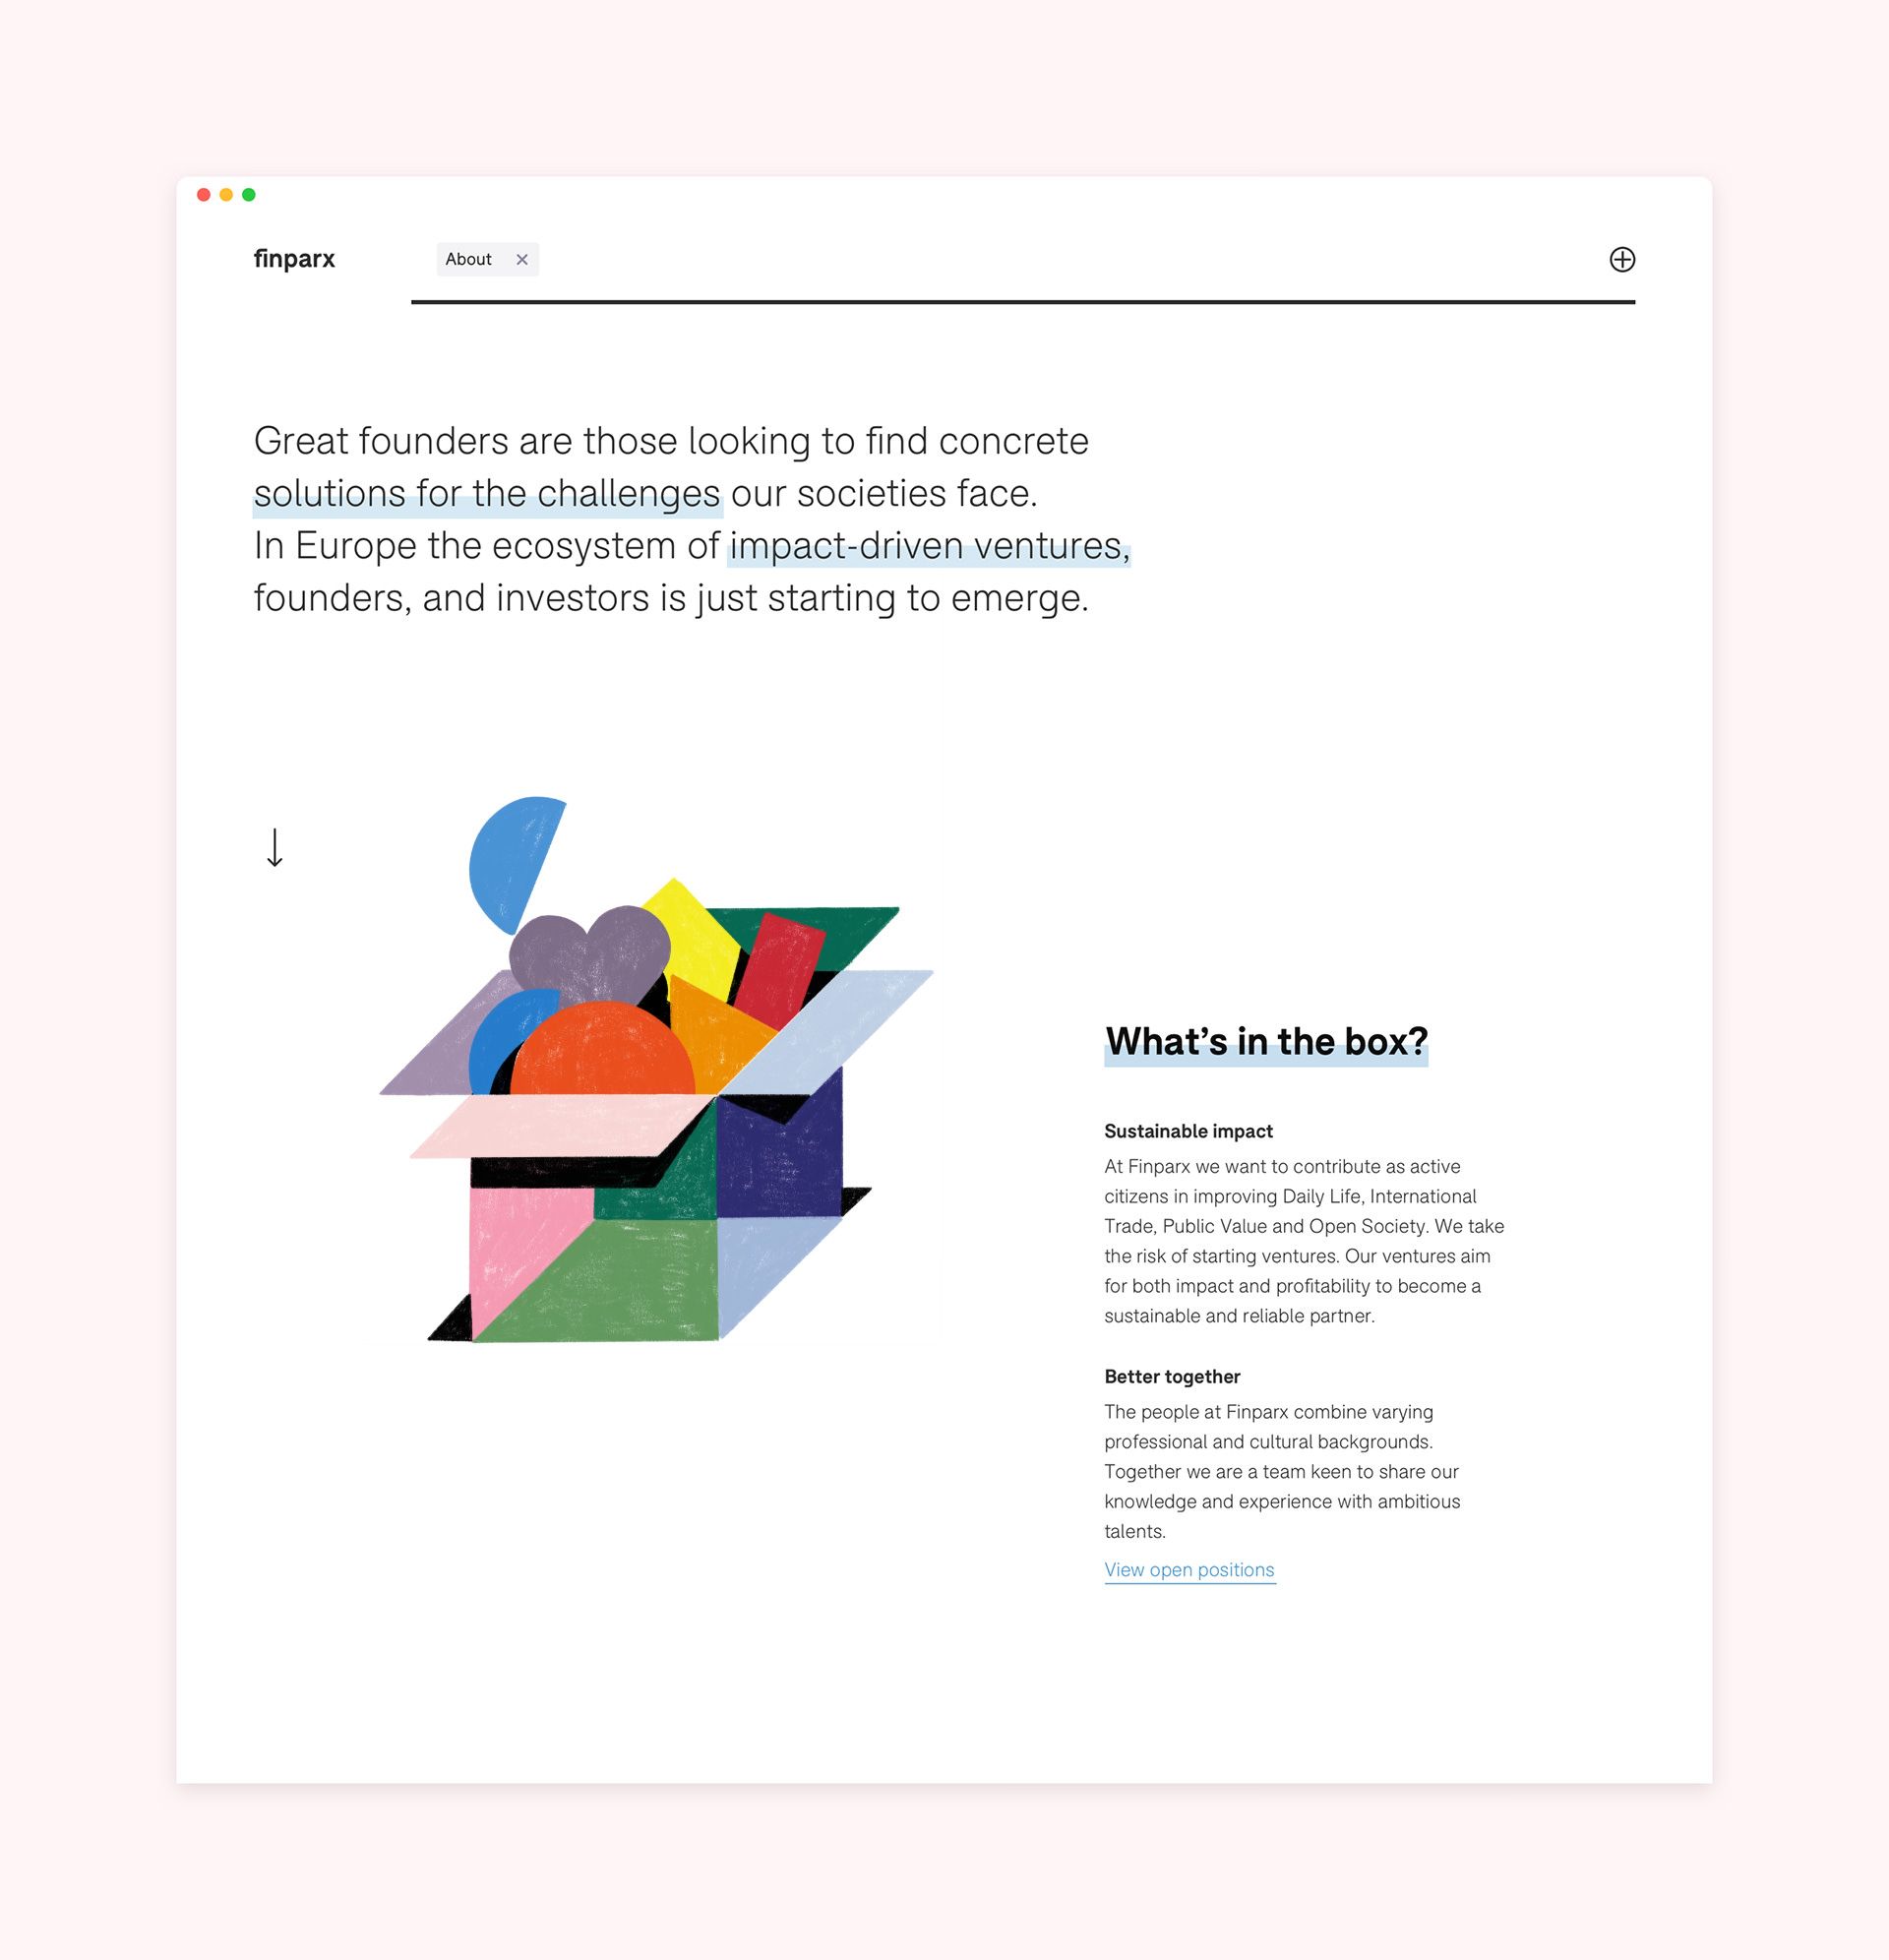 finparx
About
Great founders are those looking to find concrete
solutions for the challenges our societies face.
In Europe the ecosystem of impact-driven ventures,
founders, and investors is just starting to emerge.
What’s in the box?
Sustainable impact
At Finparx we want to contribute as active
citizens in improving Daily Life, International
Trade, Public Value and Open Society. We take
the risk of starting ventures. Our ventures aim
for both impact and profitability to become a
sustainable and reliable partner.
Better together
The people at Finparx combine varying
professional and cultural backgrounds.
Together we are a team keen to share our
knowledge and experience with ambitious
talents.
View open positions